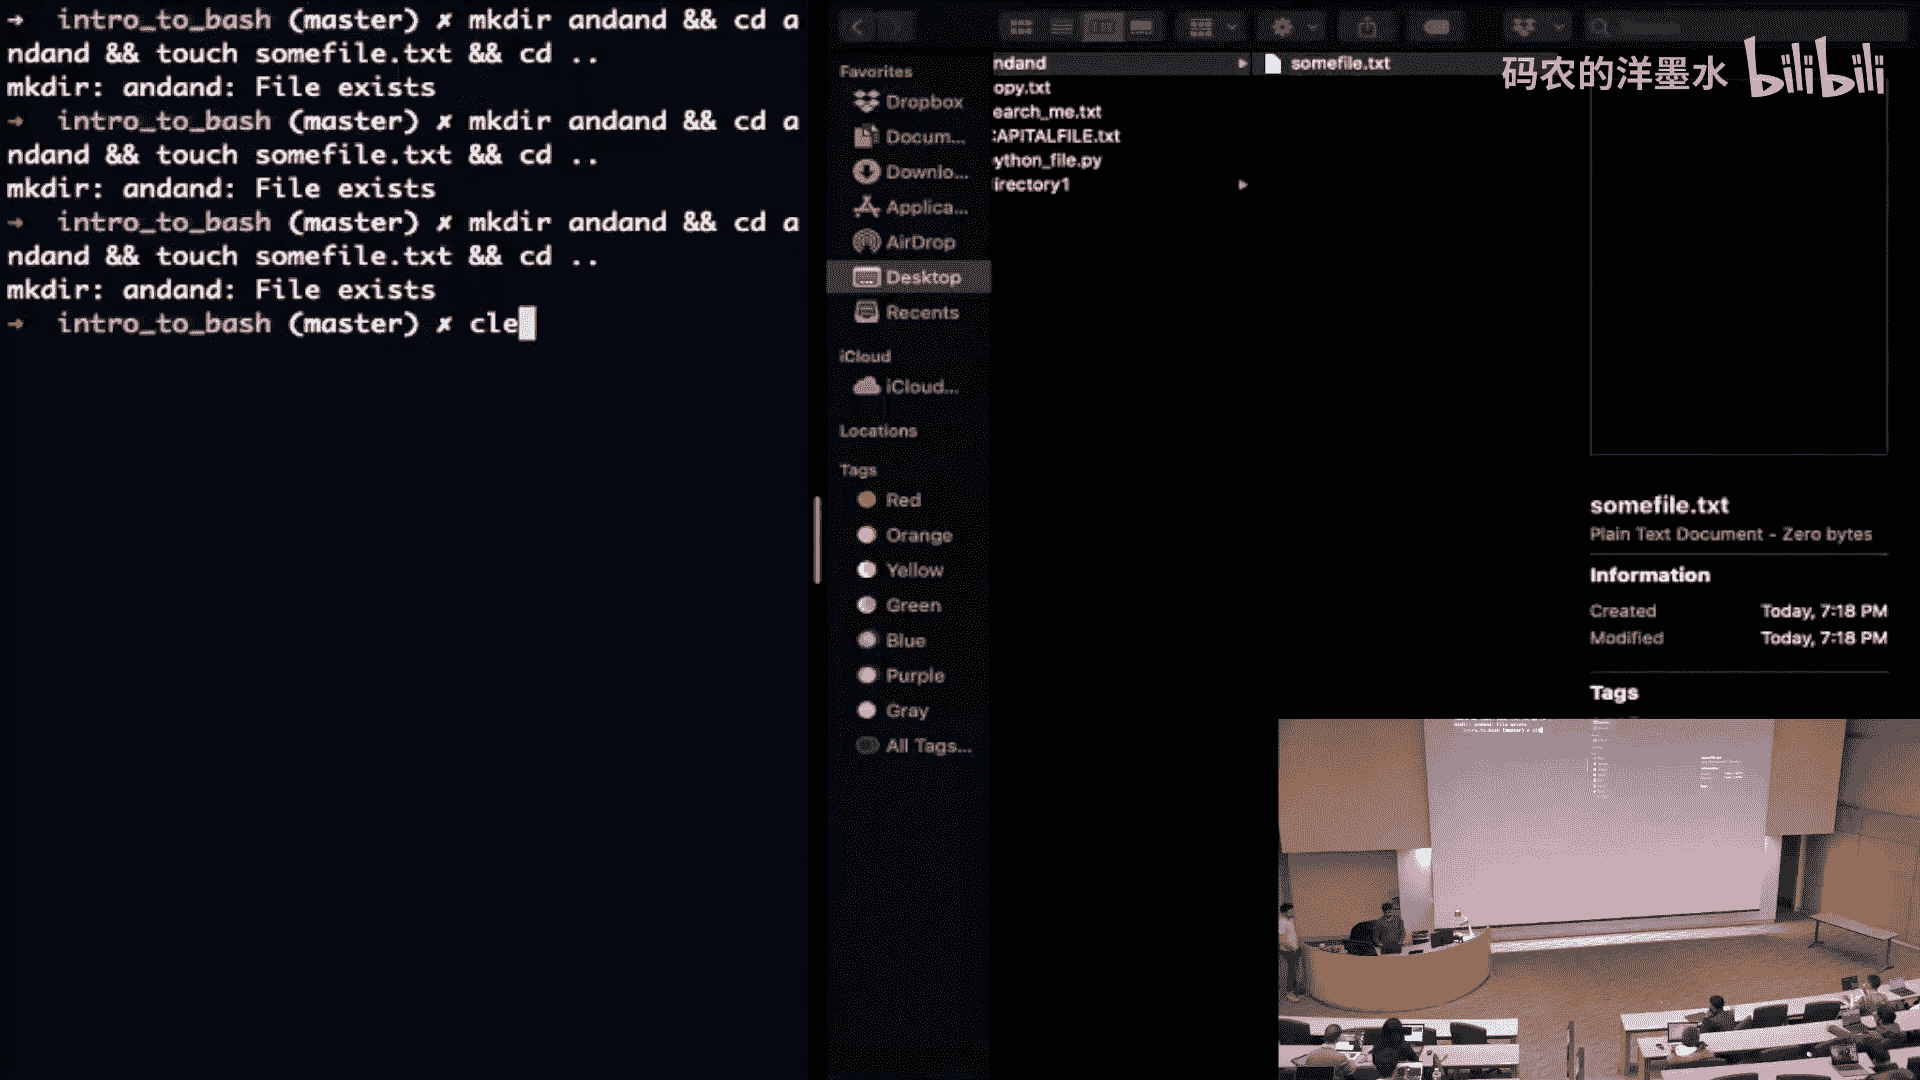 → intro_to_bash (master) ✗ mkdir andand && cd a
ndand && touch somefile.txt && cd ..
mkdir: andand: File exists
→ intro_to_bash (master) ✗ mkdir andand && cd a
ndand && touch somefile.txt && cd ..
mkdir: andand: File exists
→ intro_to_bash (master) ✗ mkdir andand && cd a
ndand && touch somefile.txt && cd ..
mkdir: andand: File exists
→ intro_to_bash (master) ✗ cle
Favorites
Dropbox
Docum...
Downlo...
Applica...
AirDrop
Desktop
Recents
iCloud
iCloud...
Locations
Tags
Red
Orange
Yellow
Green
Blue
Purple
Gray
All Tags...
ndand
opy.txt
earch_me.txt
CAPITALFILE.txt
ython_file.py
irectory1
somefile.txt
码农的洋墨水 bilibili
somefile.txt
Plain Text Document - Zero bytes
Information
Created Today, 7:18 PM
Modified Today, 7:18 PM
Tags